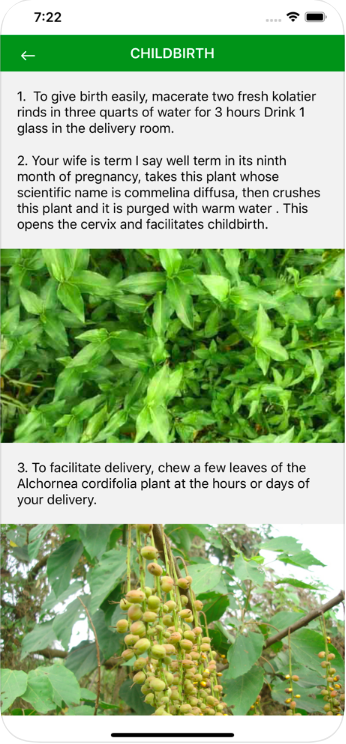 7:22
CHILDBIRTH
1. To give birth easily, macerate two fresh kolatier
rinds in three quarts of water for 3 hours Drink 1
glass in the delivery room.
2. Your wife is term I say well term in its ninth
month of pregnancy, takes this plant whose
scientific name is commelina diffusa, then crushes
this plant and it is purged with warm water . This
opens the cervix and facilitates childbirth.
3. To facilitate delivery, chew a few leaves of the
Alchornea cordifolia plant at the hours or days of
your delivery.